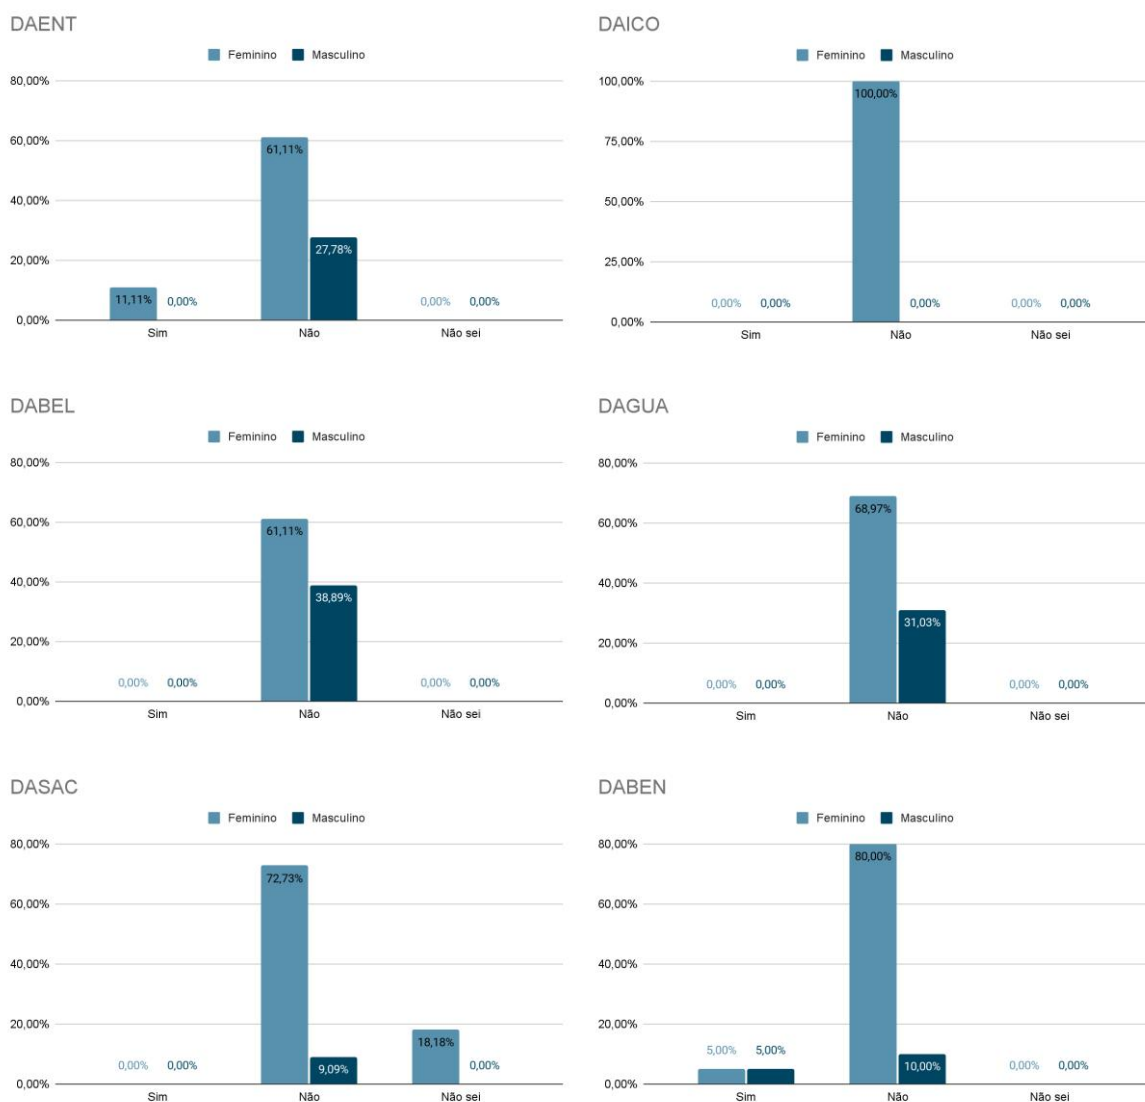 DAENT
Feminino Masculino
80,00%
60,00%
40,00%
20,00%
0,00%
61,11%
27,78%
11,11% 0,00% 0,00% 0,00%
Sim Não Não sei
DAICO
Feminino Masculino
100,00%
75,00%
50,00%
25,00%
0,00%
100,00%
0,00% 0,00% 0,00% 0,00% 0,00%
Sim Não Não sei
DABEL
Feminino Masculino
80,00%
60,00%
40,00%
20,00%
0,00%
61,11%
38,89%
0,00% 0,00% 0,00% 0,00%
Sim Não Não sei
DAGUA
Feminino Masculino
80,00%
60,00%
40,00%
20,00%
0,00%
68,97%
31,03%
0,00% 0,00% 0,00% 0,00%
Sim Não Não sei
DASAC
Feminino Masculino
80,00%
60,00%
40,00%
20,00%
0,00%
72,73%
18,18%
0,00% 0,00% 9,09% 0,00%
Sim Não Não sei
DABEN
Feminino Masculino
80,00%
60,00%
40,00%
20,00%
0,00%
80,00%
5,00% 5,00%
10,00% 0,00% 0,00%
Sim Não Não sei